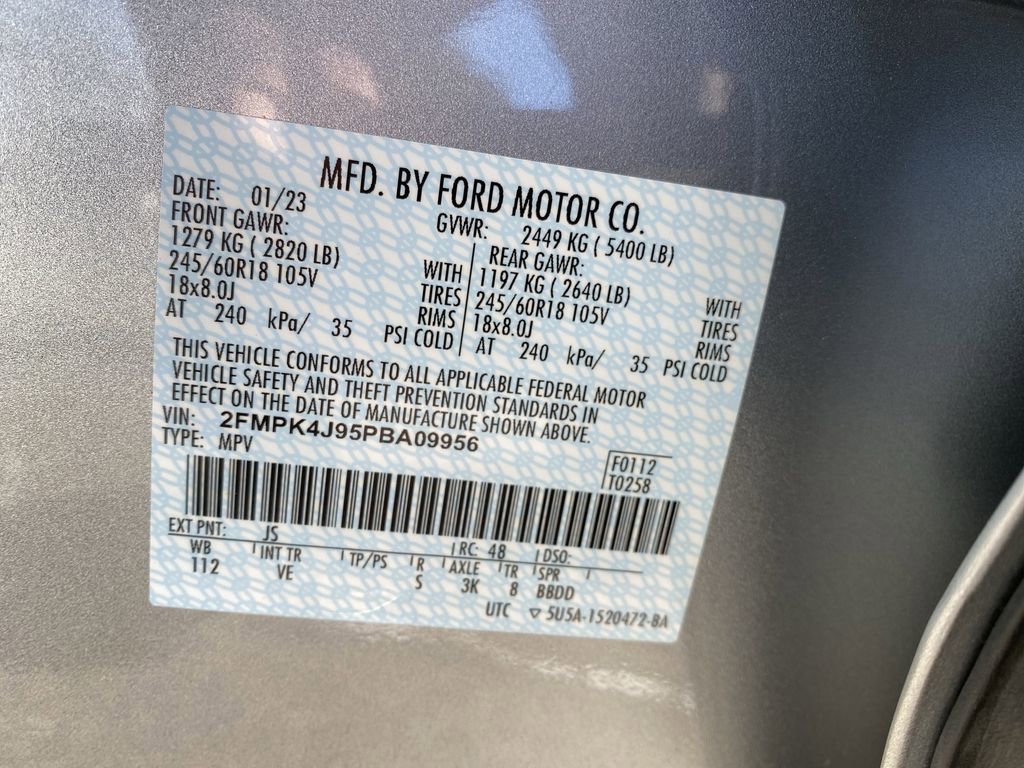 MFD. BY FORD MOTOR CO.
DATE: 01/23 GVWR: 2449 KG ( 5400 LB)
FRONT GAWR: REAR GAWR:
1279 KG ( 2820 LB) WITH 1197 KG ( 2640 LB) WITH
245/60R18 105V TIRES 245/60R18 105V TIRES
18x8.0J RIMS 18x8.0J RIMS
AT 240 kPa/ 35 PSI COLD AT 240 kPa/ 35 PSI COLD
THIS VEHICLE CONFORMS TO ALL APPLICABLE FEDERAL MOTOR
VEHICLE SAFETY AND THEFT PREVENTION STANDARDS IN
EFFECT ON THE DATE OF MANUFACTURE SHOWN ABOVE.
VIN: 2FMPK4J95PBA09956
TYPE: MPV
F0112
T0258
EXT PNT: JS RC: 48 DSO:
WB INT TR TP/PS R AXLE TR SPR
112 VE S 3K 8 BBDD
UTC ▽ 5U5A-1520472-BA